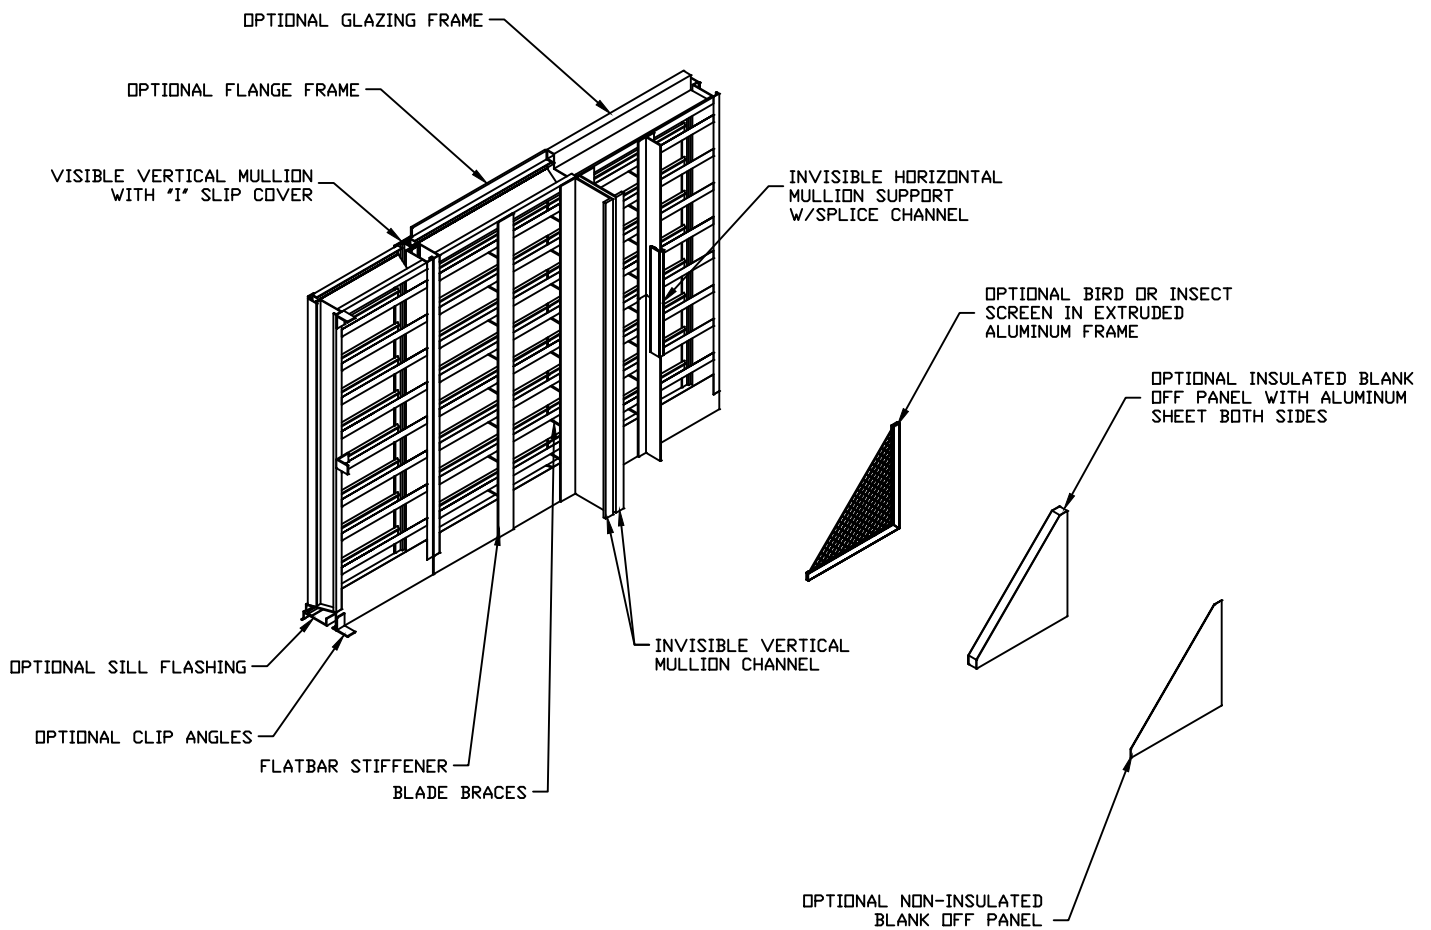 OPTIONAL GLAZING FRAME
OPTIONAL FLANGE FRAME
VISIBLE VERTICAL MULLION
WITH "I" SLIP COVER
INVISIBLE HORIZONTAL
MULLION SUPPORT
W/SPLICE CHANNEL
OPTIONAL BIRD OR INSECT
SCREEN IN EXTRUDED
ALUMINUM FRAME
OPTIONAL INSULATED BLANK
OFF PANEL WITH ALUMINUM
SHEET BOTH SIDES
INVISIBLE VERTICAL
MULLION CHANNEL
OPTIONAL SILL FLASHING
OPTIONAL CLIP ANGLES
FLATBAR STIFFENER
BLADE BRACES
OPTIONAL NON-INSULATED
BLANK OFF PANEL